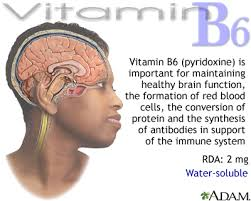 Vitamin
B6
Vitamin B6 (pyridoxine) is
important for maintaining
healthy brain function,
the formation of red blood
cells, the conversion of
protein and the synthesis
of antibodies in support
of the immune system
RDA: 2 mg
Water-soluble
ADAM.